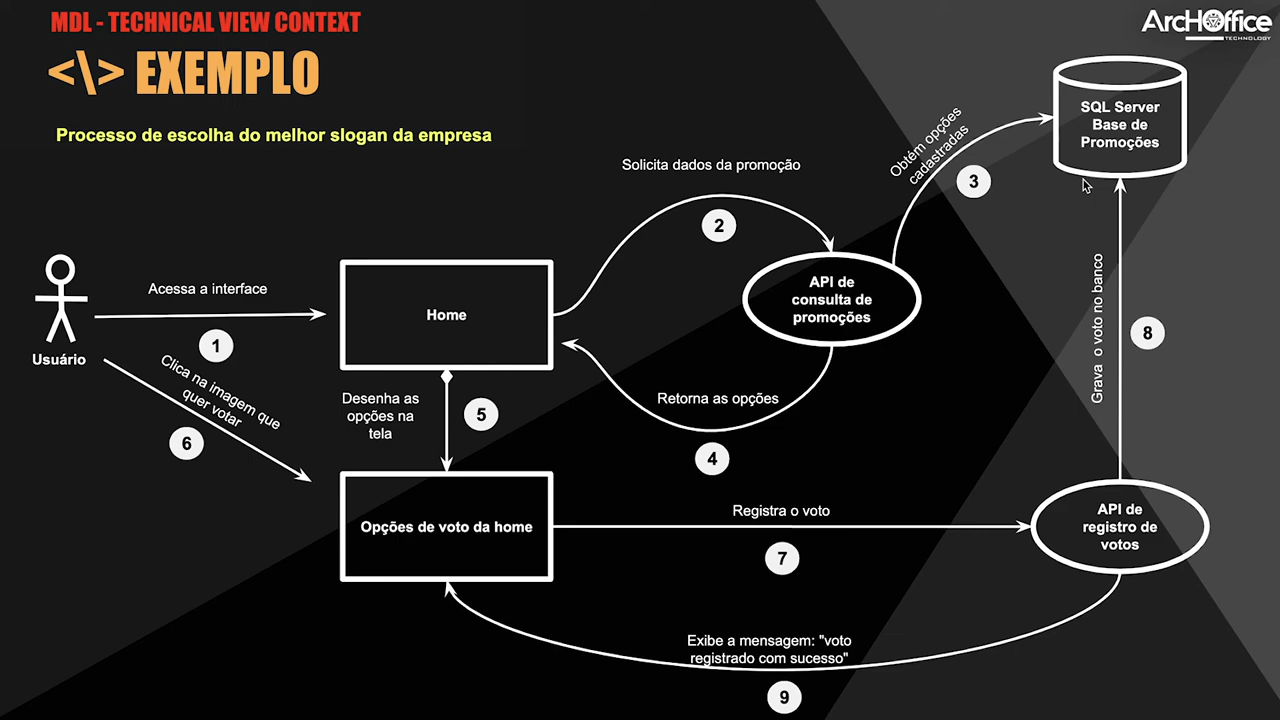 MDL - TECHNICAL VIEW CONTEXT
<\> EXEMPLO
ArcHOffice
TECHNOLOGY
Processo de escolha do melhor slogan da empresa
SQL Server
Base de
Promoções
Obtém opções
cadastradas
3
Solicita dados da promoção
2
API de
consulta de
promoções
Acessa a interface
1
Home
Usuário
Clica na imagem que
quer votar
6
Desenha as
opções na
tela
5
Retorna as opções
4
Grava o voto no banco
8
Opções de voto da home
Registra o voto
7
API de
registro de
votos
Exibe a mensagem: "voto
registrado com sucesso"
9